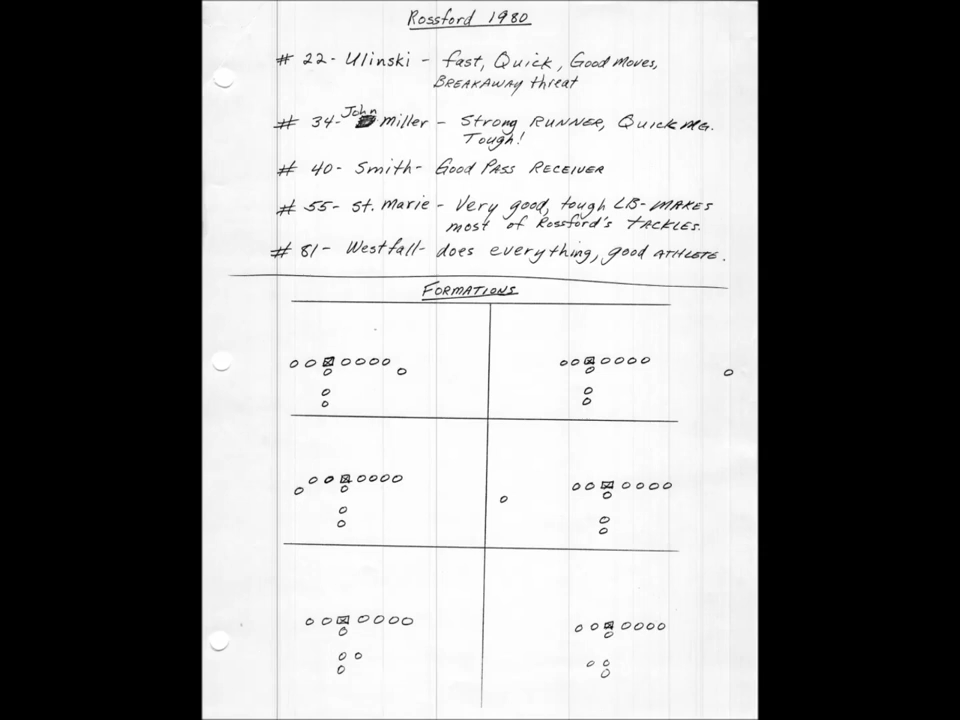 Rossford 1980
# 22- Ulinski - fast, Quick, Good Moves,
BREAKAWAY threat
# 34- John Miller - Strong RUNNER, Quick MG.
Tough!
# 40- Smith- Good PASS RECEIVER
# 55- St. Marie - Very good, tough LB- MAKES
most of Rossford's TACKLES.
# 81- Westfall- does everything, good ATHLETE.
FORMATIONS